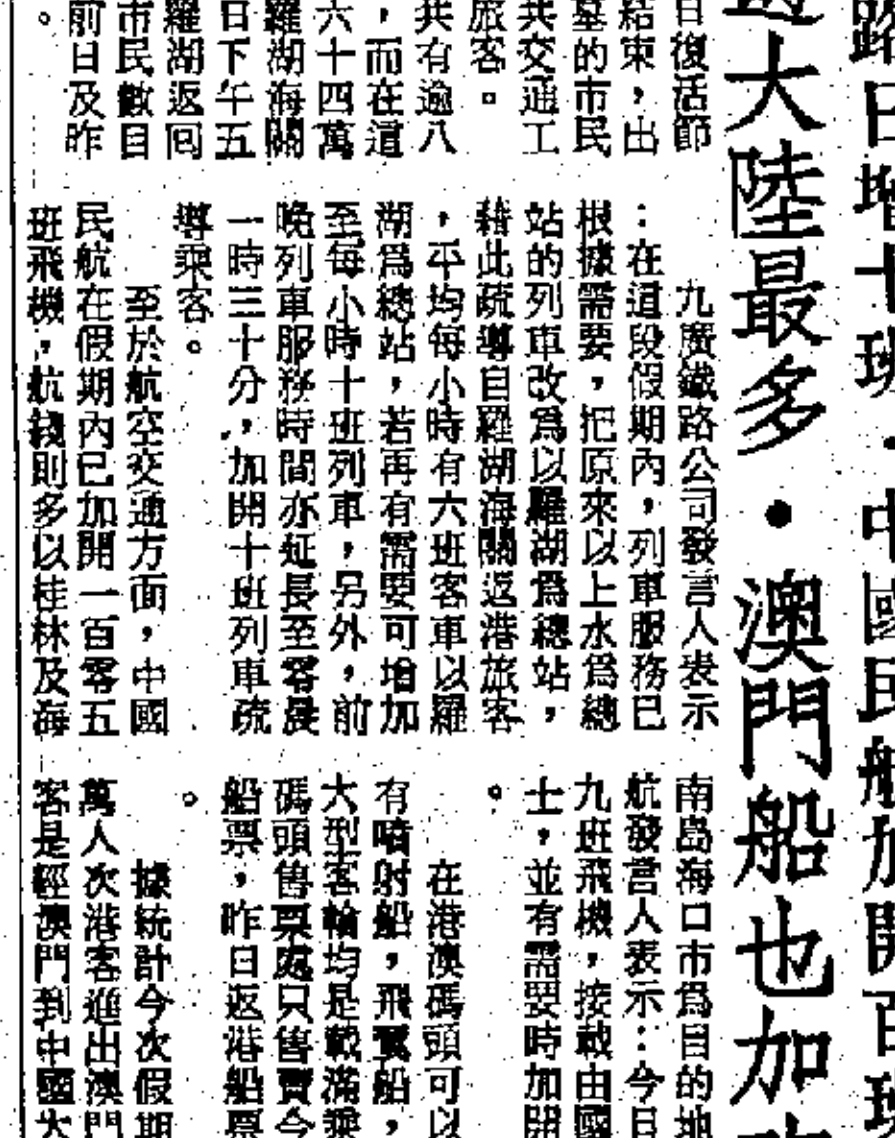 路日增十班・中國民航加開百班
大陸最多・澳門船也加
日復活節
結束，出
墓的市民
共交通工
旅客。
共有逾八
，而在這
六十四萬
羅湖海關
日下午五
羅湖返回
市民數目
前日及昨
。
九廣鐵路公司發言人表示
：在這段假期內，列車服務已
根據需要，把原來以上水爲總
站的列車改爲以羅湖爲總站，
藉此疏導自羅湖海關返港旅客
，平均每小時有六班客車以羅
湖爲總站，若再有需要可增加
至每小時十班列車，另外，前
晚列車服務時間亦延長至零晨
一時三十分，加開十班列車疏
導乘客。
至於航空交通方面，中國
民航在假期內已加開一百零五
班飛機，航綫則多以桂林及海
南島海口市爲目的地
航發言人表示：今日
九班飛機，接載由國
士，並有需要時加開
。
在港澳碼頭可以
有噴射船，飛翼船，
大型客輪均是載滿乘
碼頭售票處只售賣今
船票，昨日返港船票
。
據統計今次假期
萬人次港客進出澳門
客是經澳門到中國大